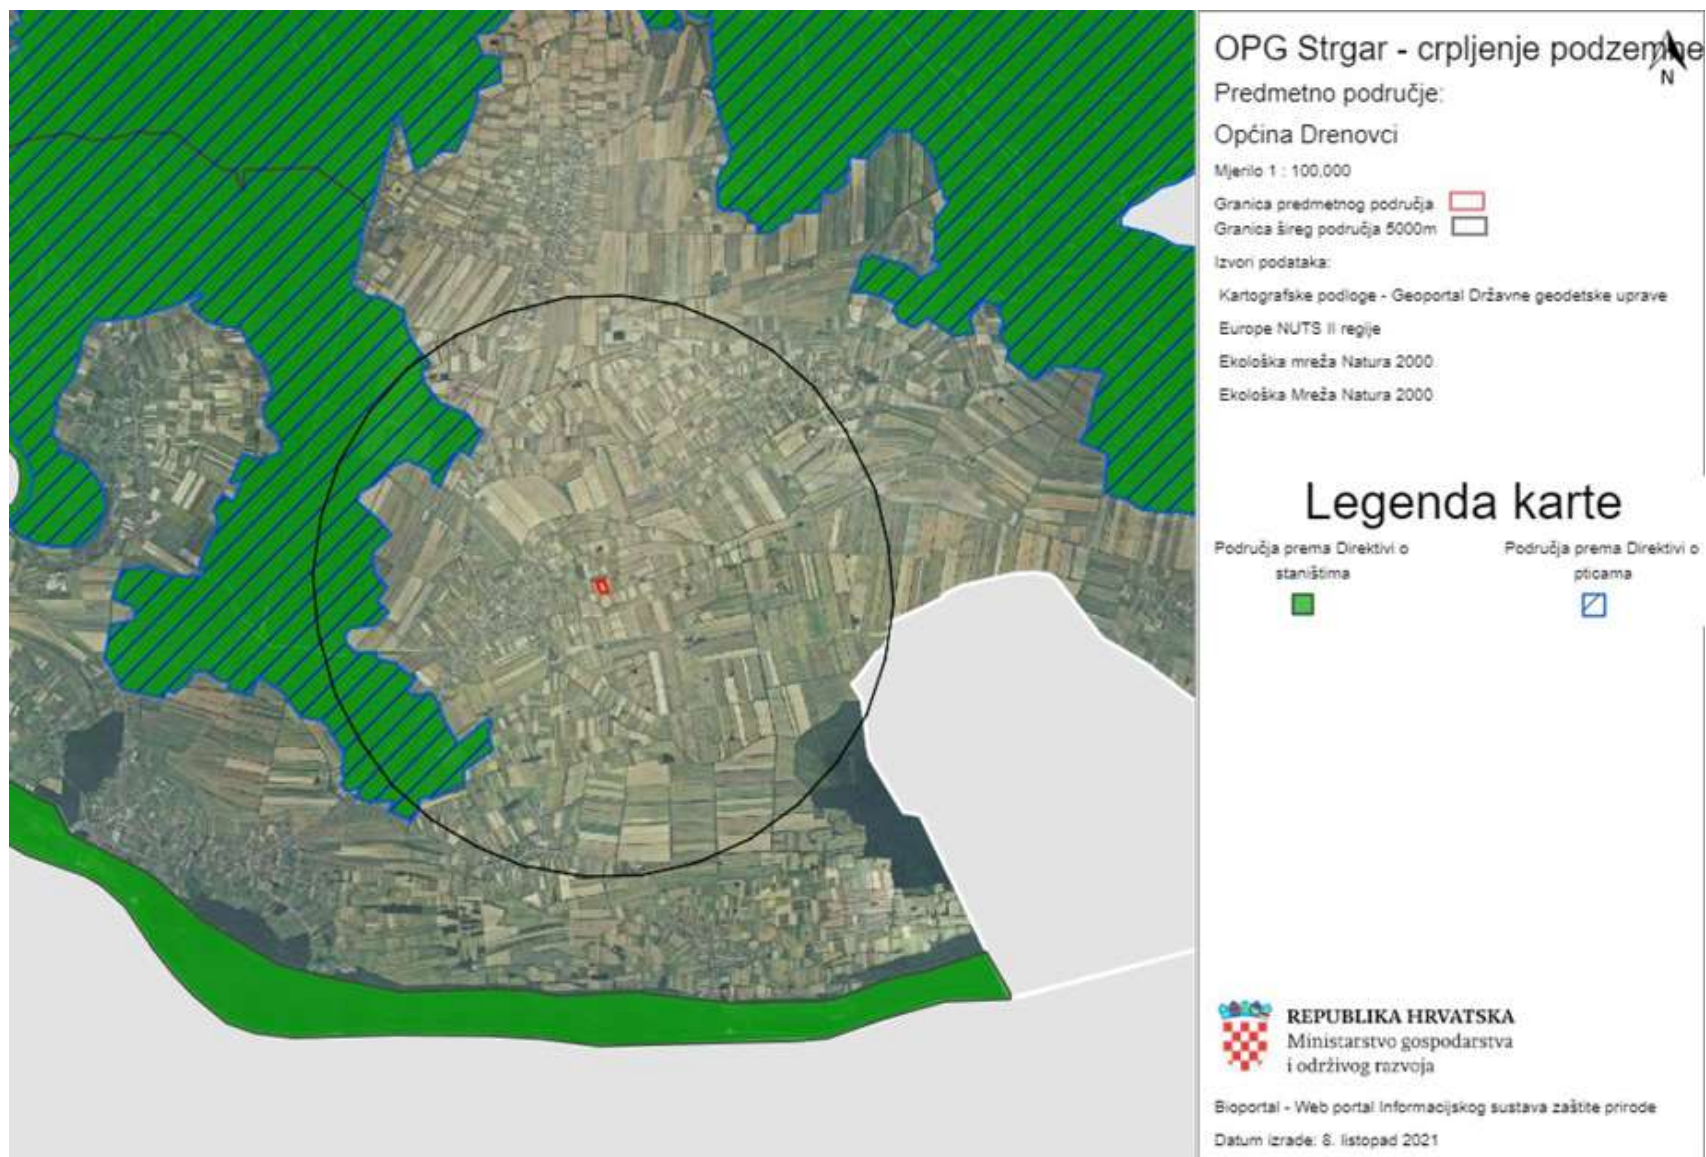 OPG Strgar - crpljenje podzemne
N
Predmetno područje:
Općina Drenovci
Mjerilo 1 : 100,000
Granica predmetnog područja
Granica šireg područja 5000m
Izvori podataka:
Kartografske podloge - Geoportal Državne geodetske uprave
Europe NUTS II regije
Ekološka mreža Natura 2000
Ekološka Mreža Natura 2000
Legenda karte
Područja prema Direktivi o
staništima
Područja prema Direktivi o
pticama
REPUBLIKA HRVATSKA
Ministarstvo gospodarstva
i održivog razvoja
Bioportal - Web portal Informacijskog sustava zaštite prirode
Datum izrade: 8. listopad 2021